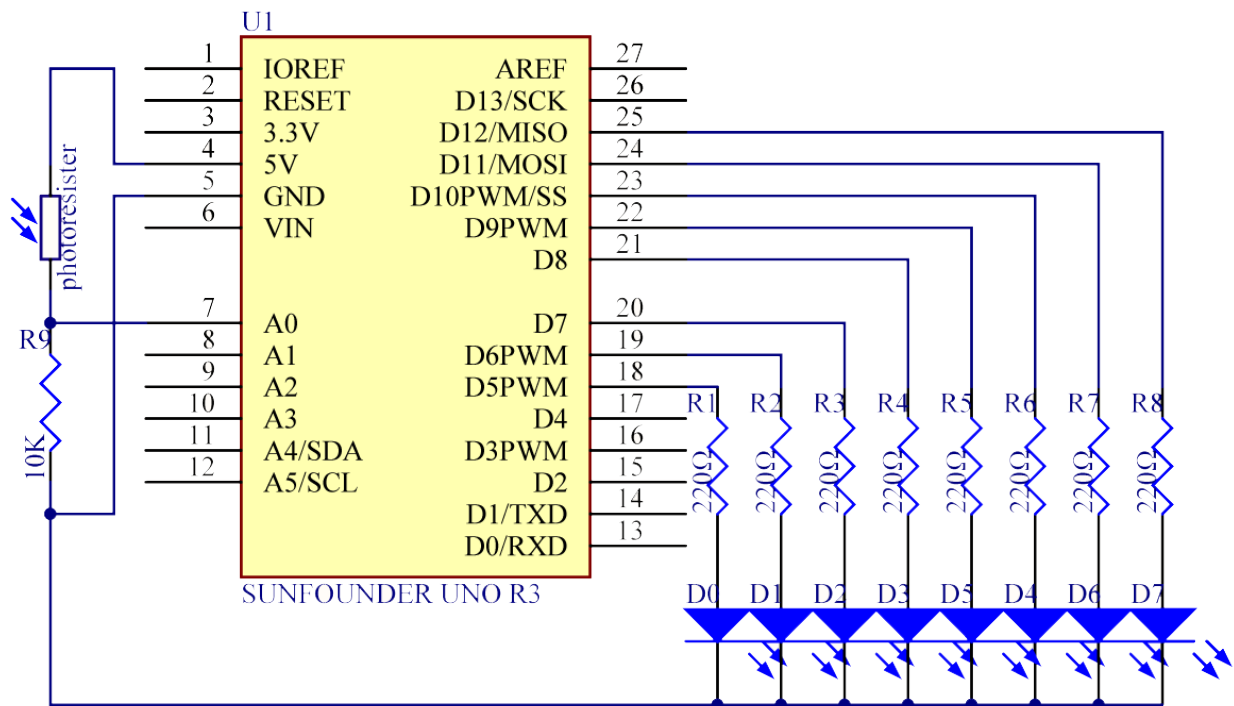 U1
1 IOREF AREF 27
2 RESET D13/SCK 26
3 3.3V D12/MISO 25
4 5V D11/MOSI 24
5 GND D10PWM/SS 23
6 VIN D9PWM 22
D8 21
photoresister
7 A0 D7 20
8 A1 D6PWM 19
9 A2 D5PWM 18
10 A3 D4 17
11 A4/SDA D3PWM 16
12 A5/SCL D2 15
D1/TXD 14
D0/RXD 13
R9
10K
R1 R2 R3 R4 R5 R6 R7 R8
220Ω 220Ω 220Ω 220Ω 220Ω 220Ω 220Ω 220Ω
SUNFOUNDER UNO R3
D0 D1 D2 D3 D5 D4 D6 D7